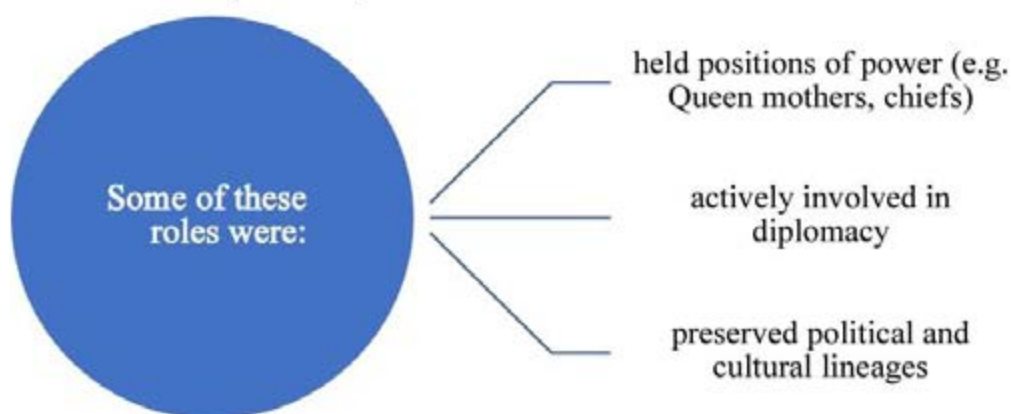 Some of these
roles were:
held positions of power (e.g.
Queen mothers, chiefs)
actively involved in
diplomacy
preserved political and
cultural lineages